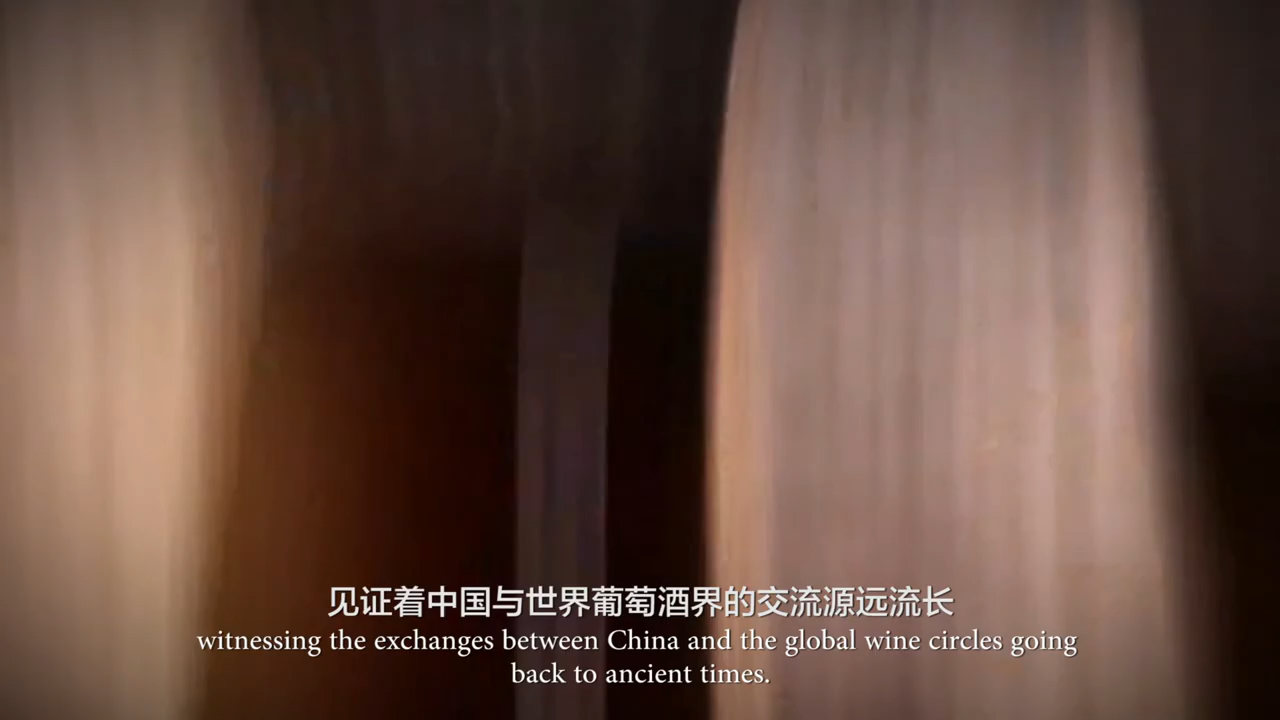 见证着中国与世界葡萄酒界的交流源远流长
witnessing the exchanges between China and the global wine circles going
back to ancient times.